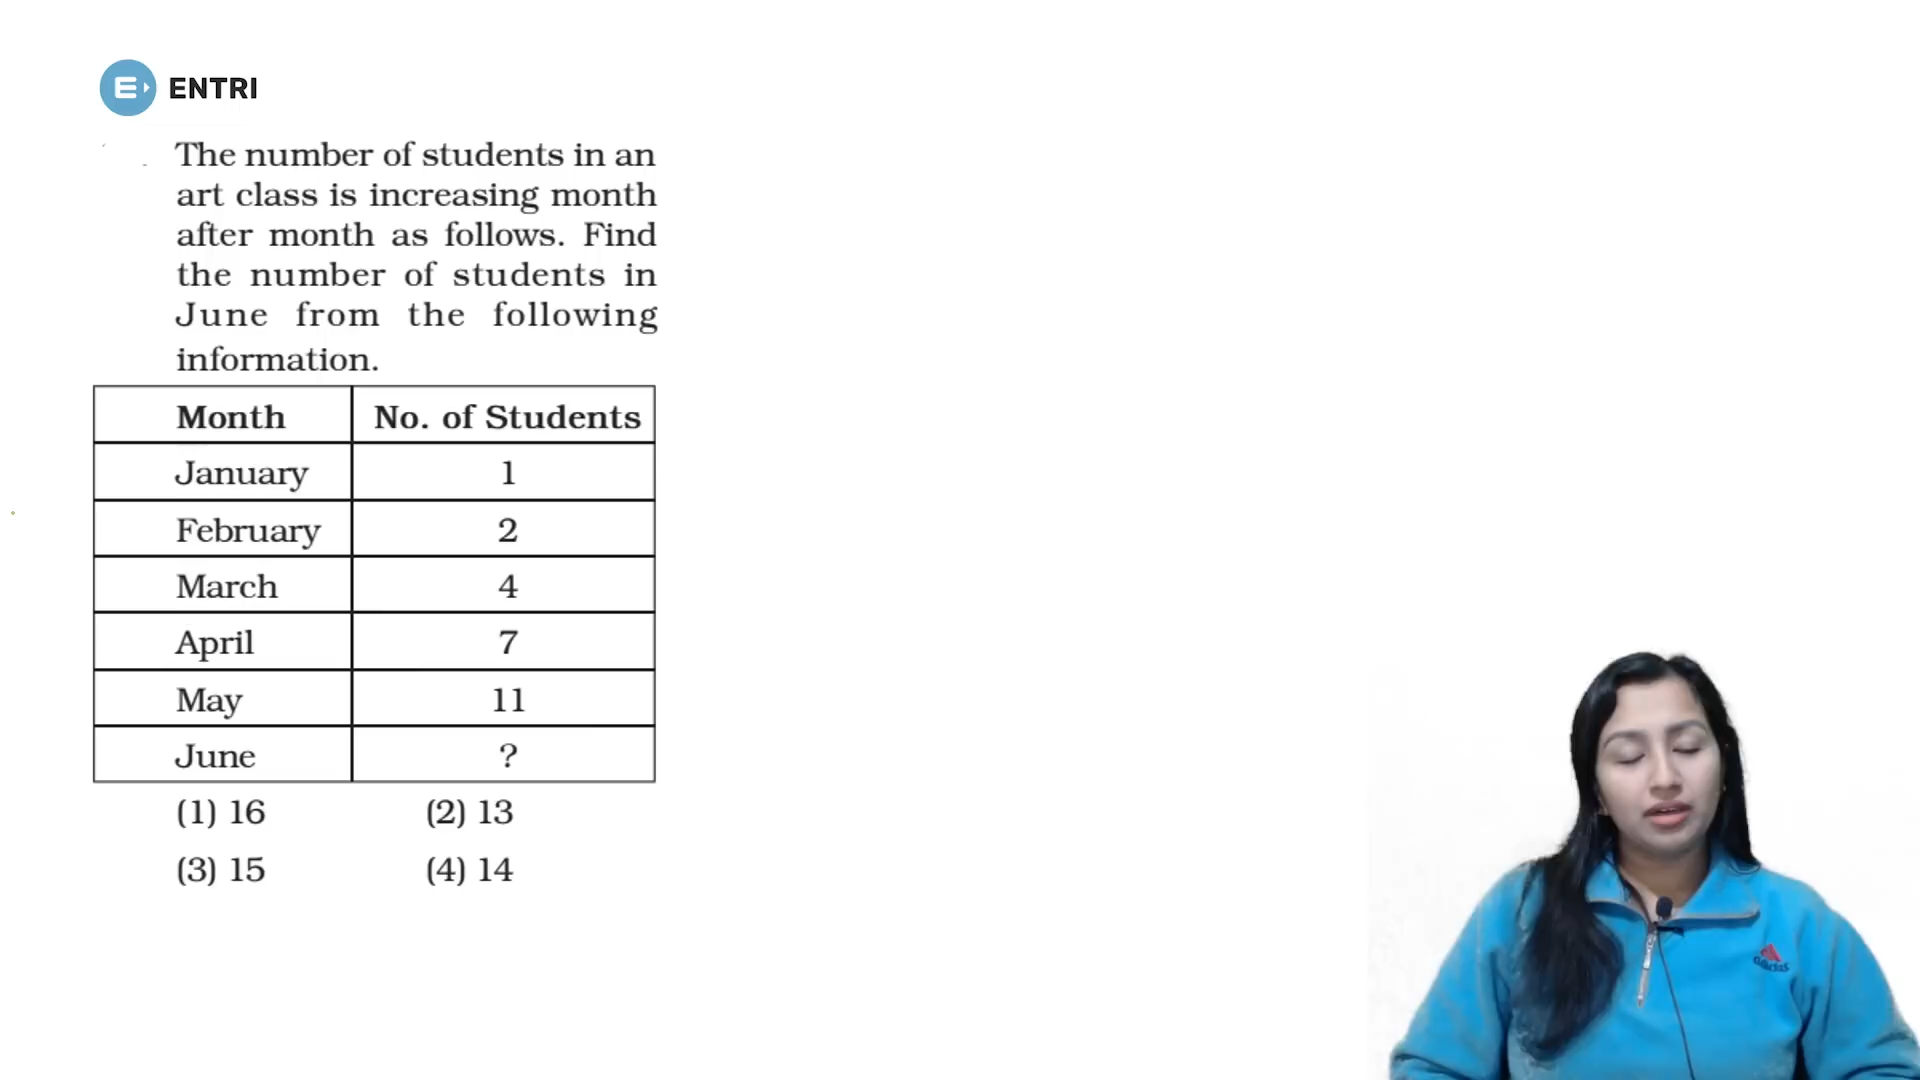 ENTRI
The number of students in an
art class is increasing month
after month as follows. Find
the number of students in
June from the following
information.
Month No. of Students
January 1
February 2
March 4
April 7
May 11
June ?
(1) 16 (2) 13
(3) 15 (4) 14
adidas